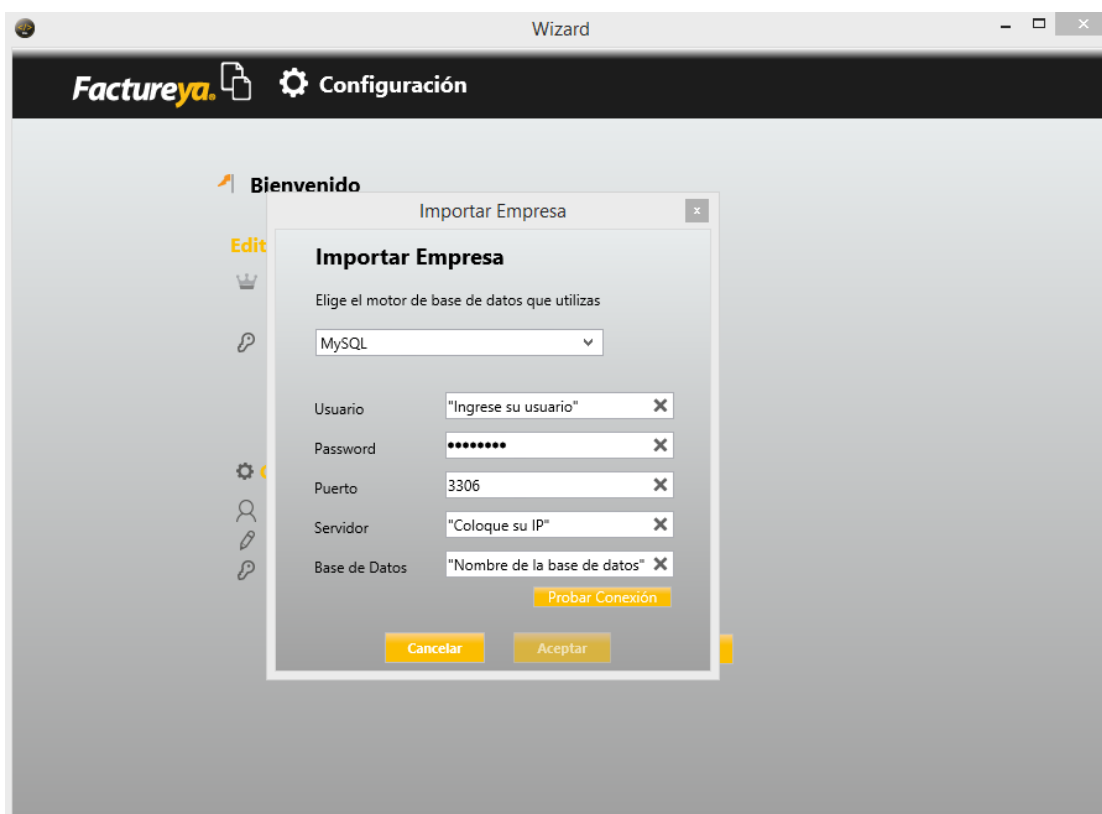 Wizard
Factureya. Configuración
Bienvenido
Importar Empresa
Edit
Importar Empresa
Elige el motor de base de datos que utilizas
MySQL
Usuario "Ingrese su usuario"
Password ••••••••
Puerto 3306
Servidor "Coloque su IP"
Base de Datos "Nombre de la base de datos"
Probar Conexión
Cancelar Aceptar